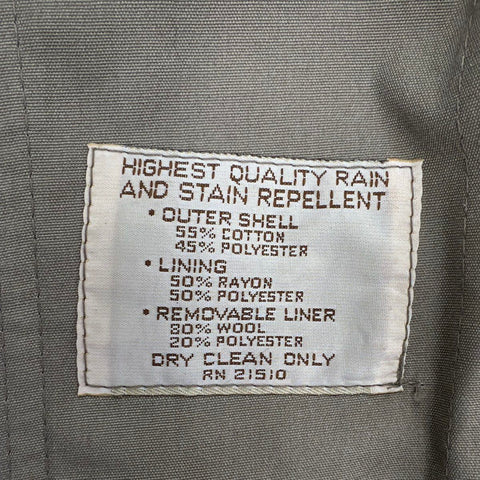 HIGHEST QUALITY RAIN
AND STAIN REPELLENT
• OUTER SHELL
55% COTTON
45% POLYESTER
• LINING
50% RAYON
50% POLYESTER
• REMOVABLE LINER
80% WOOL
20% POLYESTER
DRY CLEAN ONLY
RN 21510